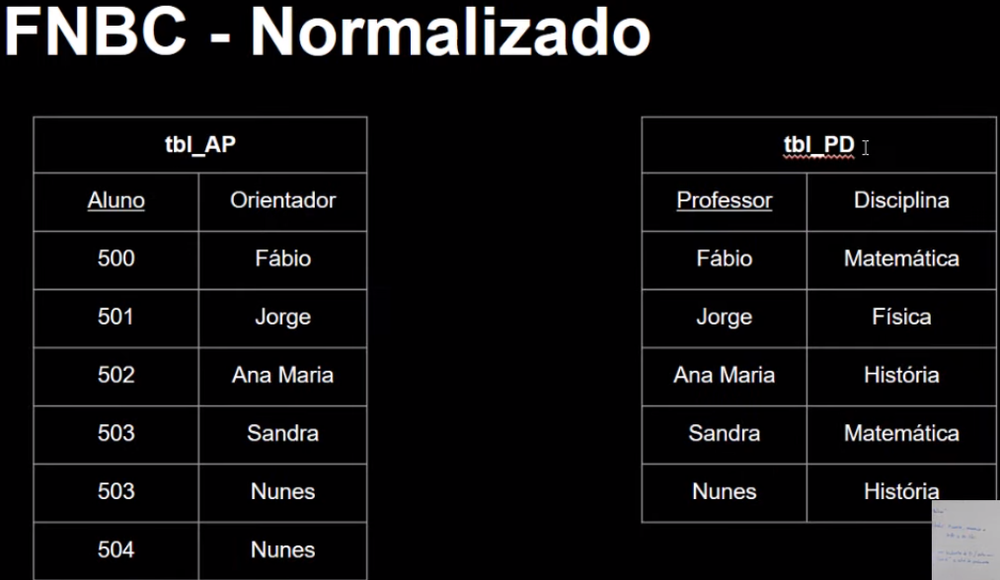 FNBC - Normalizado
tbl_AP
Aluno Orientador
500 Fábio
501 Jorge
502 Ana Maria
503 Sandra
503 Nunes
504 Nunes
tbl_PD
Professor Disciplina
Fábio Matemática
Jorge Física
Ana Maria História
Sandra Matemática
Nunes História